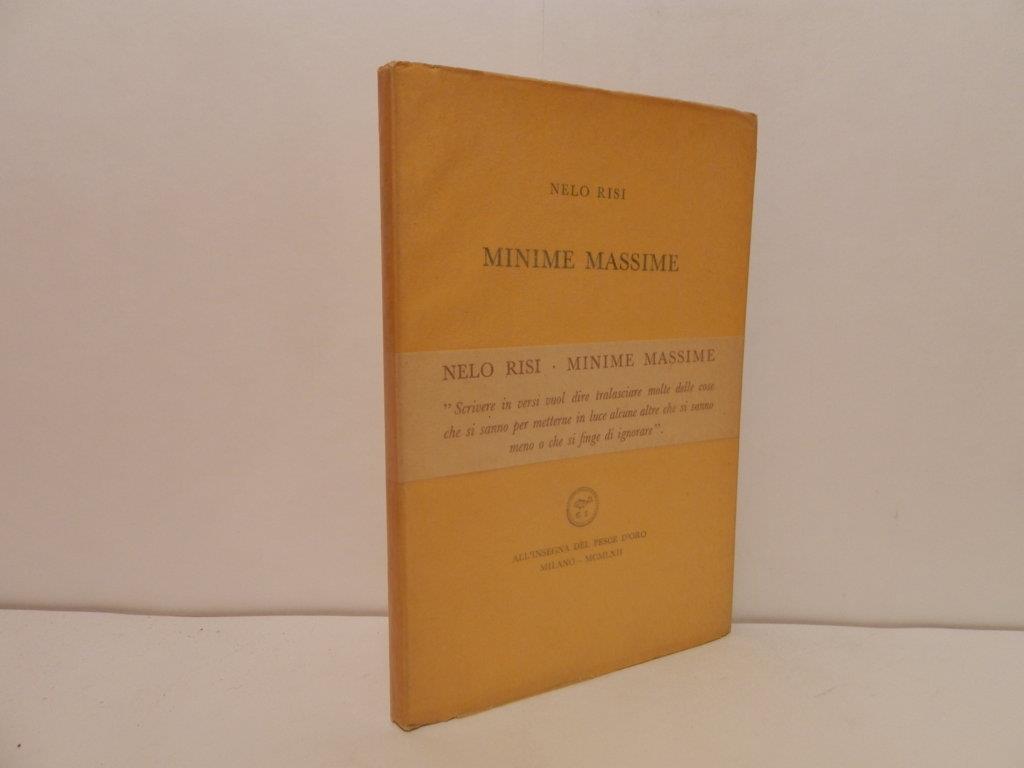 NELO RISI
MINIME MASSIME
NELO RISI · MINIME MASSIME
"Scrivere in versi vuol dire tralasciare molte delle cose
che si sanno per metterne in luce alcune altre che si sanno
meno o che si finge di ignorare".
ALL'INSEGNA DEL PESCE D'ORO
MILANO - MCMLXII